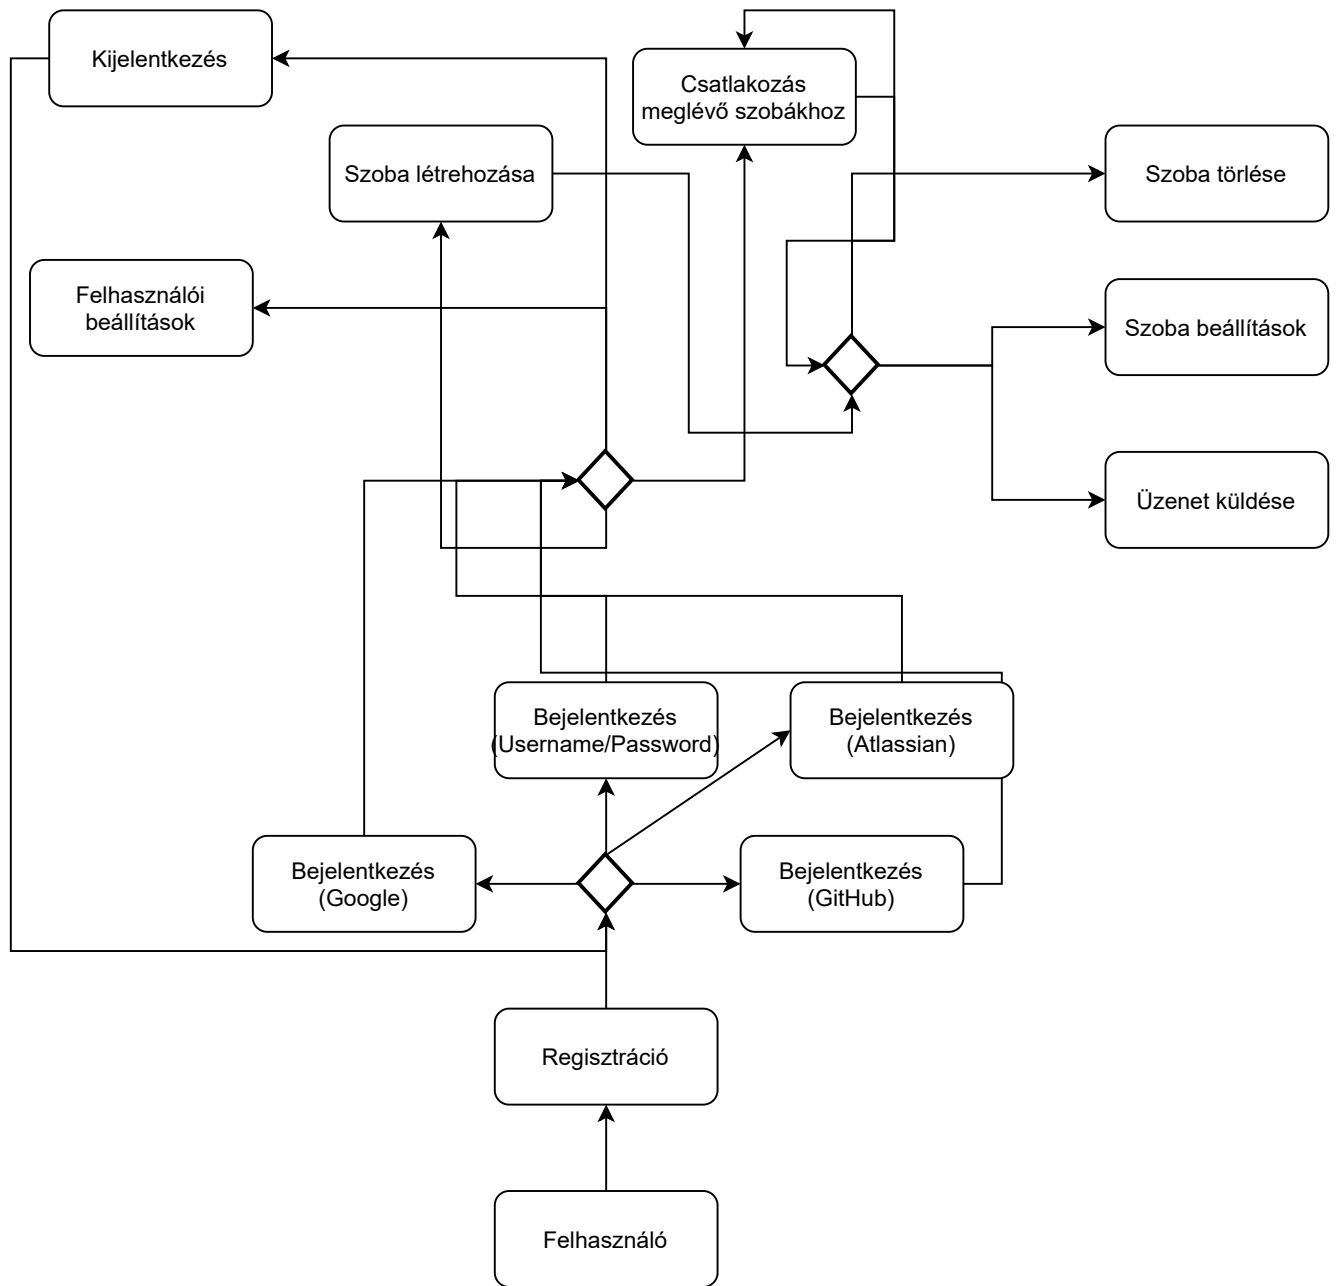 Kijelentkezés
Csatlakozás
meglévő szobákhoz
Szoba létrehozása
Szoba törlése
Felhasználói
beállítások
Szoba beállítások
Üzenet küldése
Bejelentkezés
(Username/Password)
Bejelentkezés
(Atlassian)
Bejelentkezés
(Google)
Bejelentkezés
(GitHub)
Regisztráció
Felhasználó